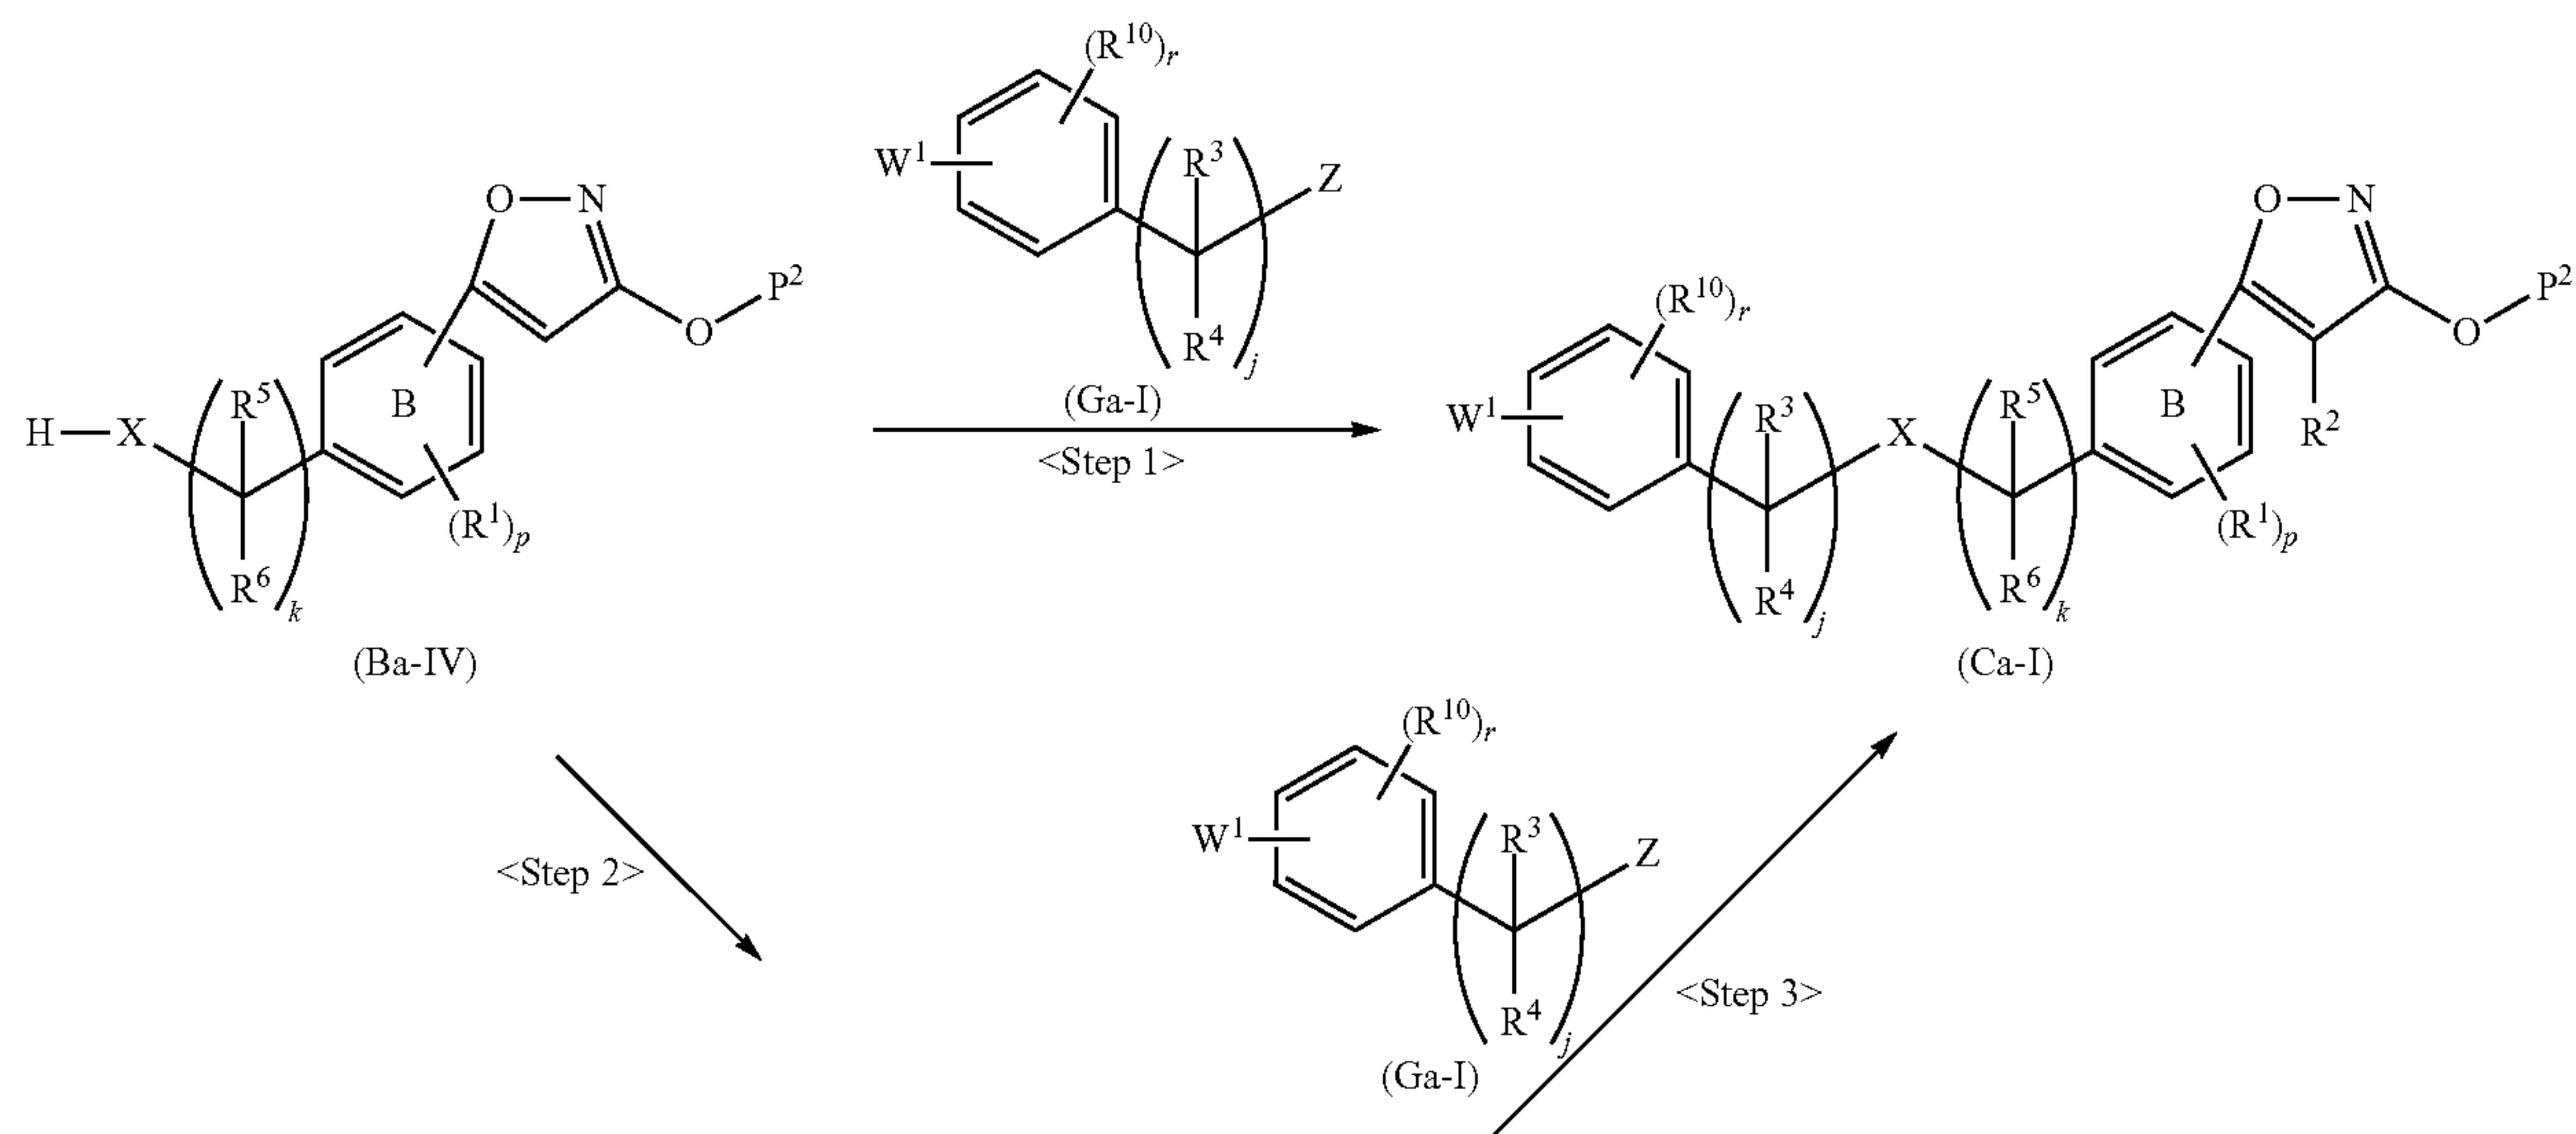 (R¹⁰)ᵣ
W¹
R³
Z
R⁴
j
(Ga-I)
<Step 1>
O—N
P²
O
B
H—X
R⁵
R⁶
k
(R¹)ₚ
(Ba-IV)
(R¹⁰)ᵣ
W¹
R³
R⁴
j
X
R⁵
R⁶
k
B
(R¹)ₚ
O—N
P²
O
R²
(Ca-I)
<Step 2>
(R¹⁰)ᵣ
W¹
R³
Z
R⁴
j
(Ga-I)
<Step 3>